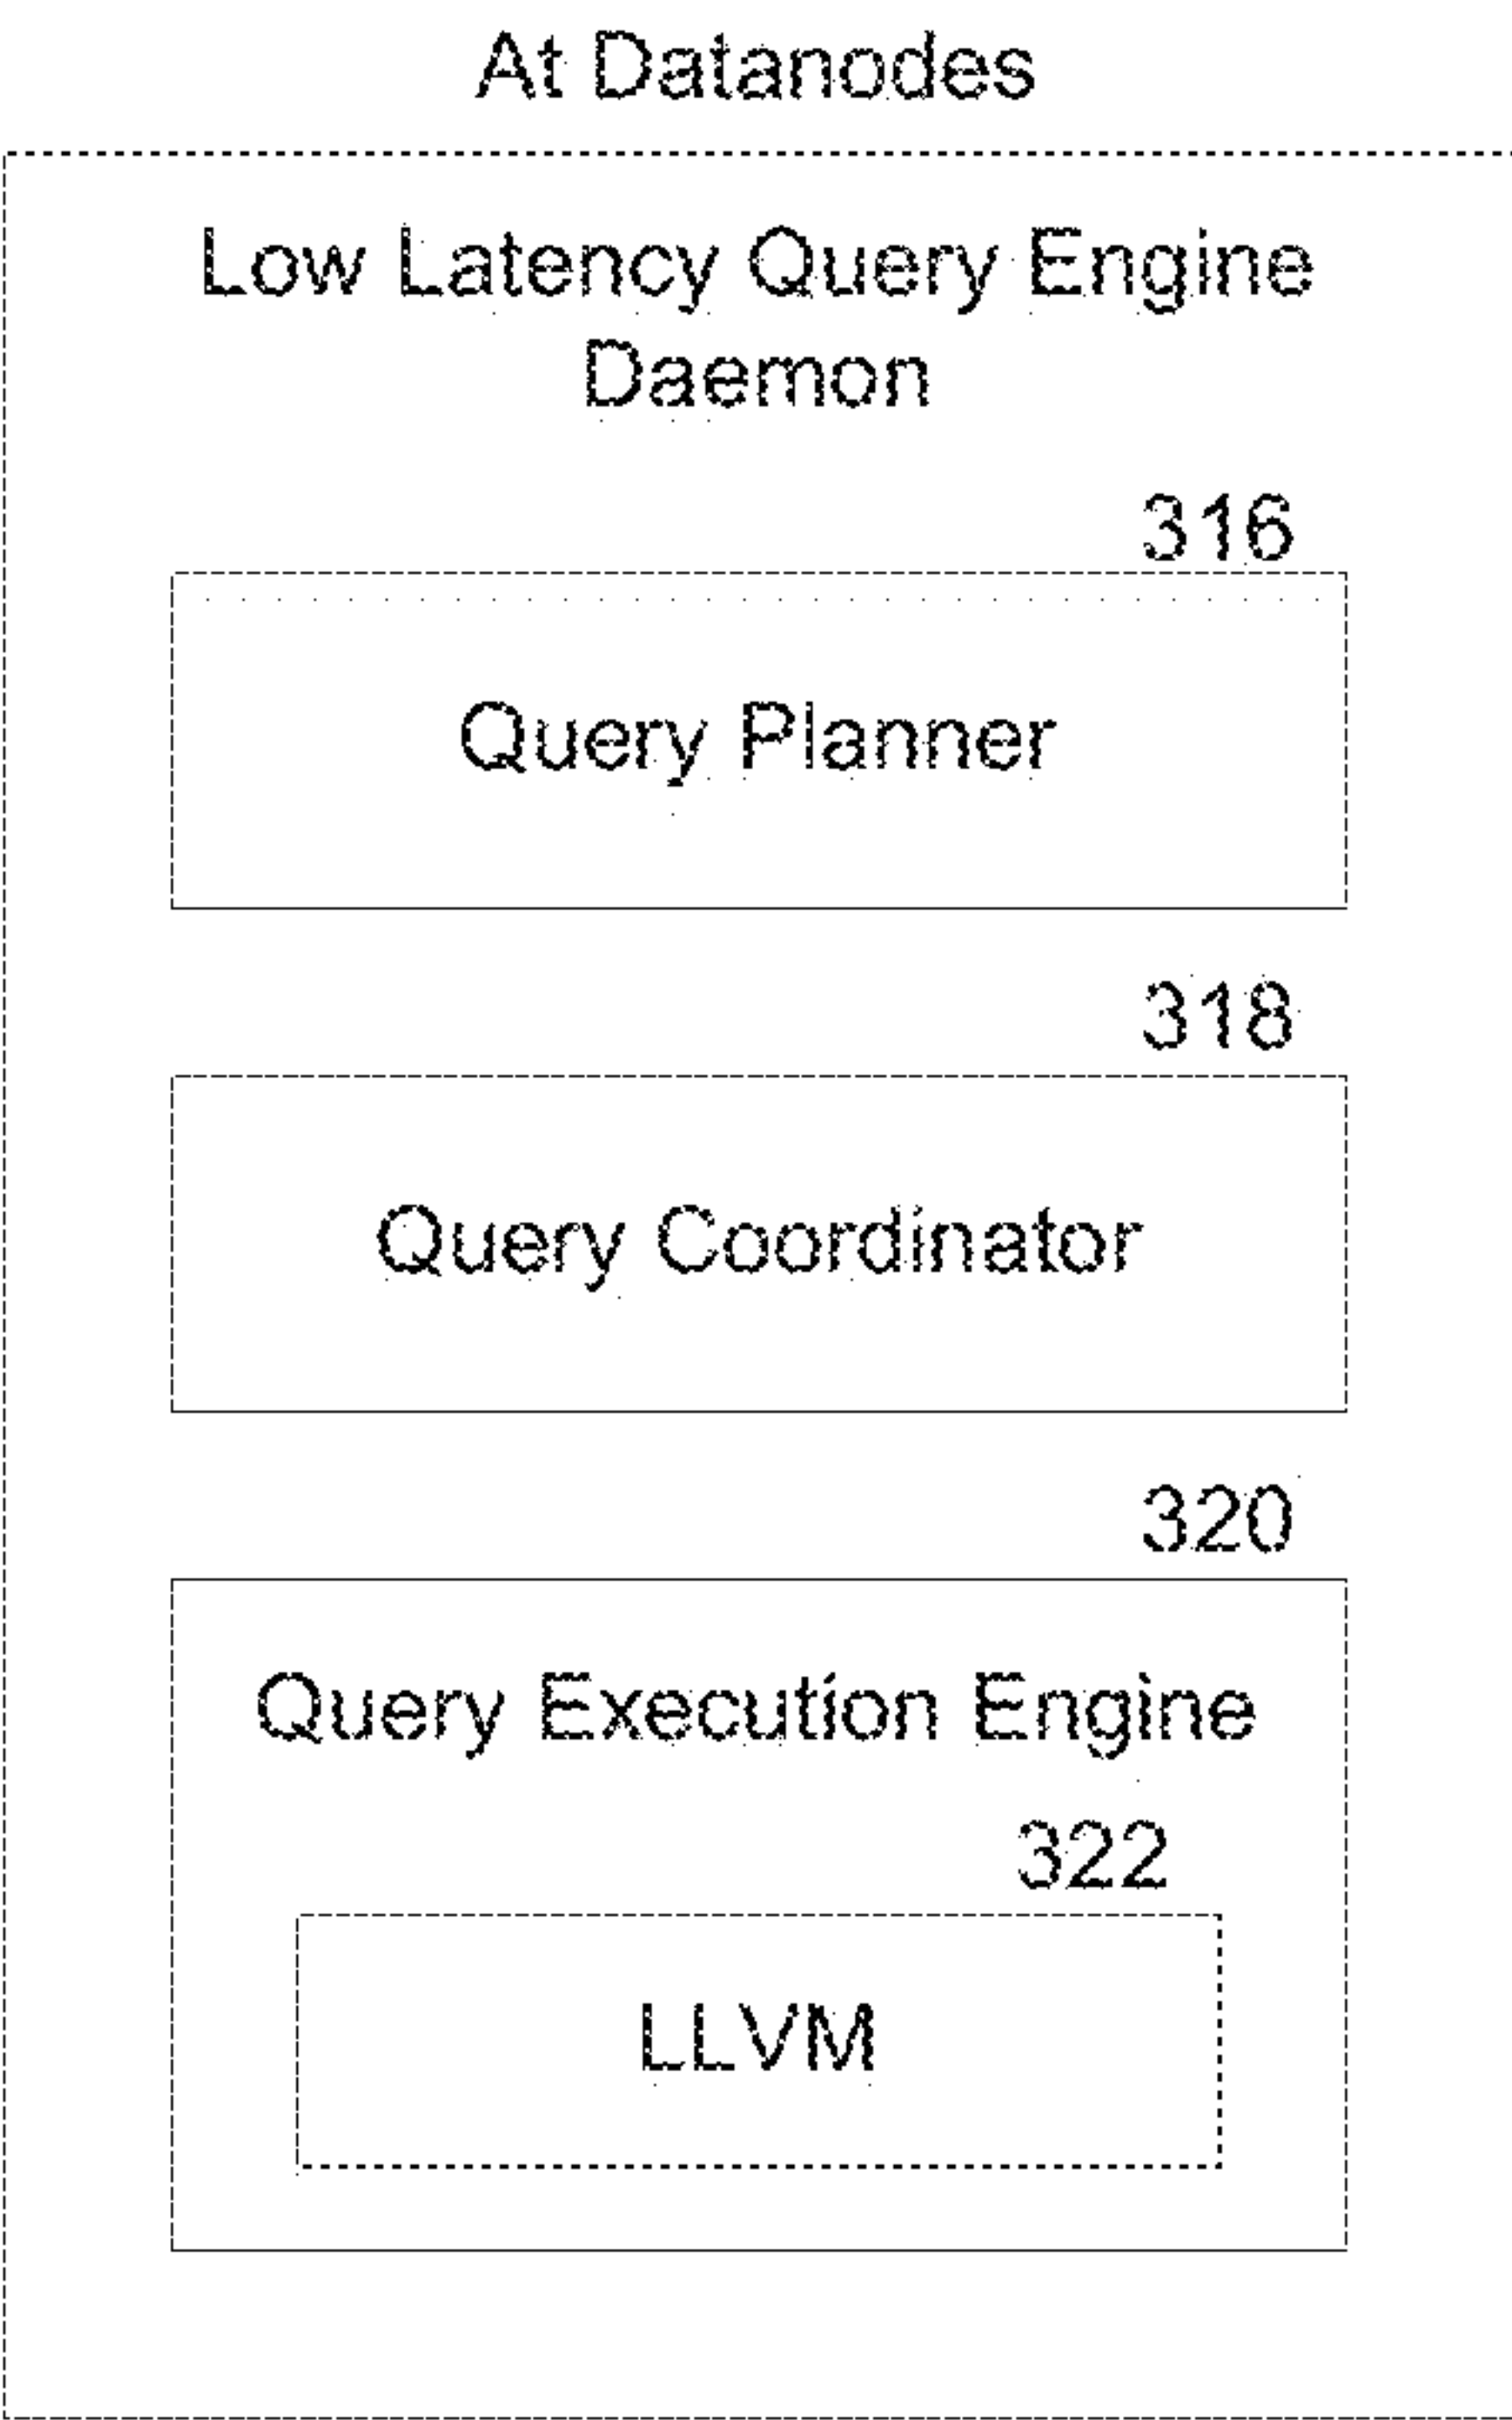 At Datanodes
Low Latency Query Engine
Daemon
316
Query Planner
318
Query Coordinator
320
Query Execution Engine
322
LLVM